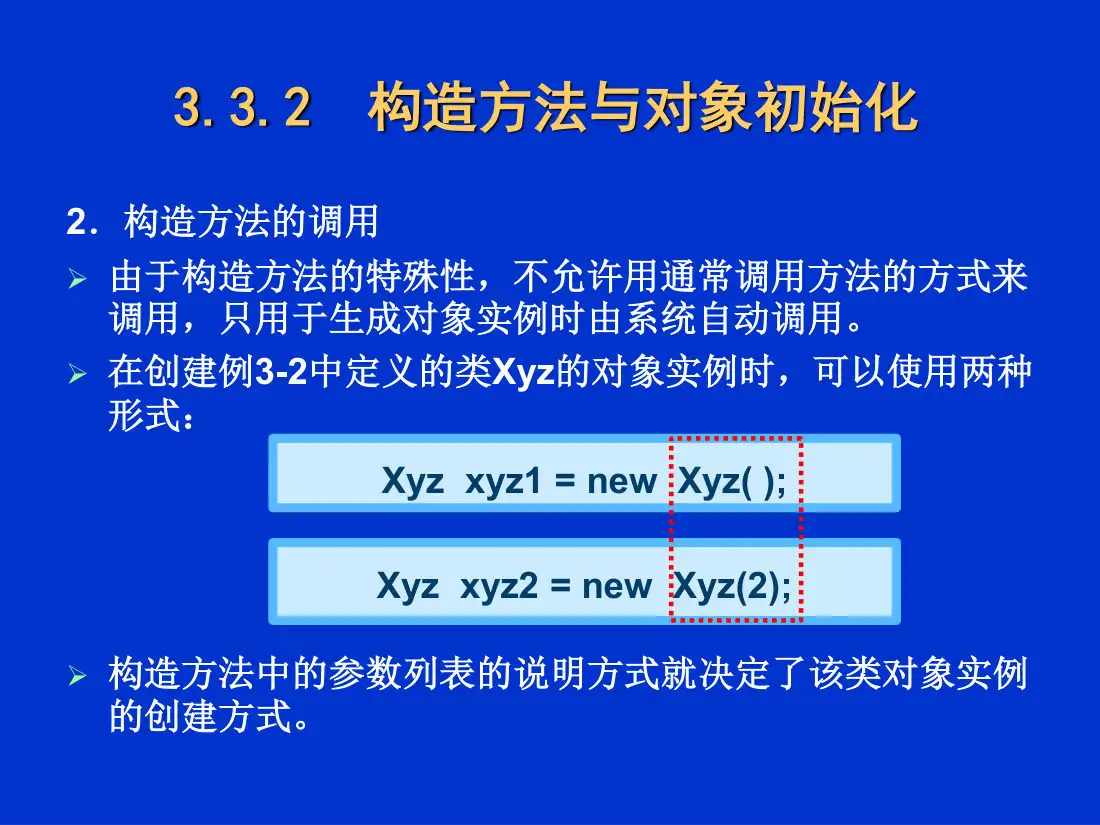 3.3.2 构造方法与对象初始化
2．构造方法的调用
由于构造方法的特殊性，不允许用通常调用方法的方式来
调用，只用于生成对象实例时由系统自动调用。
在创建例3-2中定义的类Xyz的对象实例时，可以使用两种
形式：
Xyz xyz1 = new Xyz( );
Xyz xyz2 = new Xyz(2);
构造方法中的参数列表的说明方式就决定了该类对象实例
的创建方式。